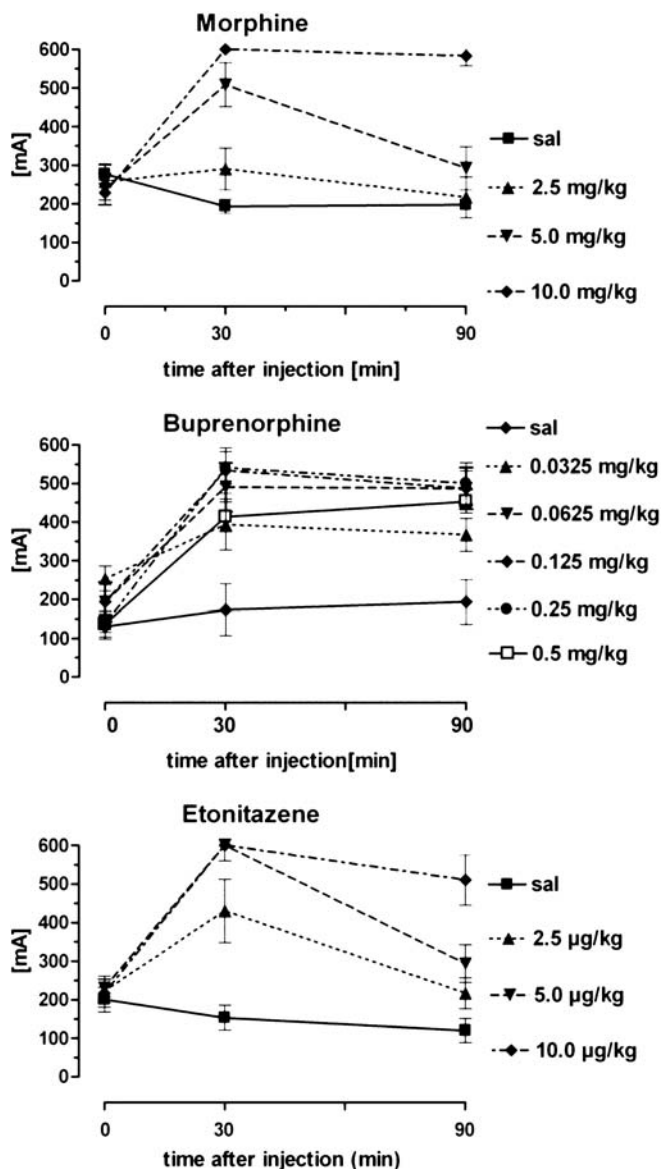 Morphine
600
500
400
300
200
100
0
[mA]
sal
2.5 mg/kg
5.0 mg/kg
10.0 mg/kg
0 30 90
time after injection [min]
Buprenorphine
600
500
400
300
200
100
0
[mA]
sal
0.0325 mg/kg
0.0625 mg/kg
0.125 mg/kg
0.25 mg/kg
0.5 mg/kg
0 30 90
time after injection[min]
Etonitazene
600
500
400
300
200
100
0
[mA]
sal
2.5 µg/kg
5.0 µg/kg
10.0 µg/kg
0 30 90
time after injection (min)